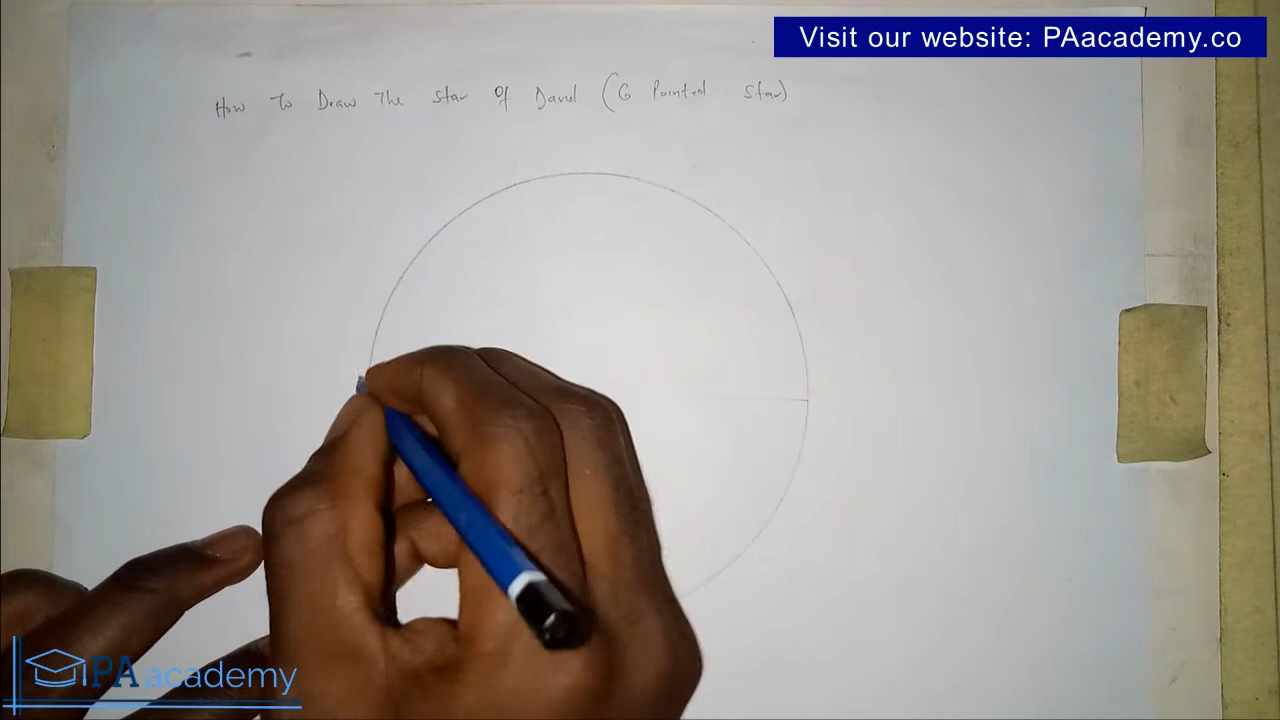 Visit our website: PAacademy.co
How To Draw The Star Of David (6 Pointed Star)
PA academy